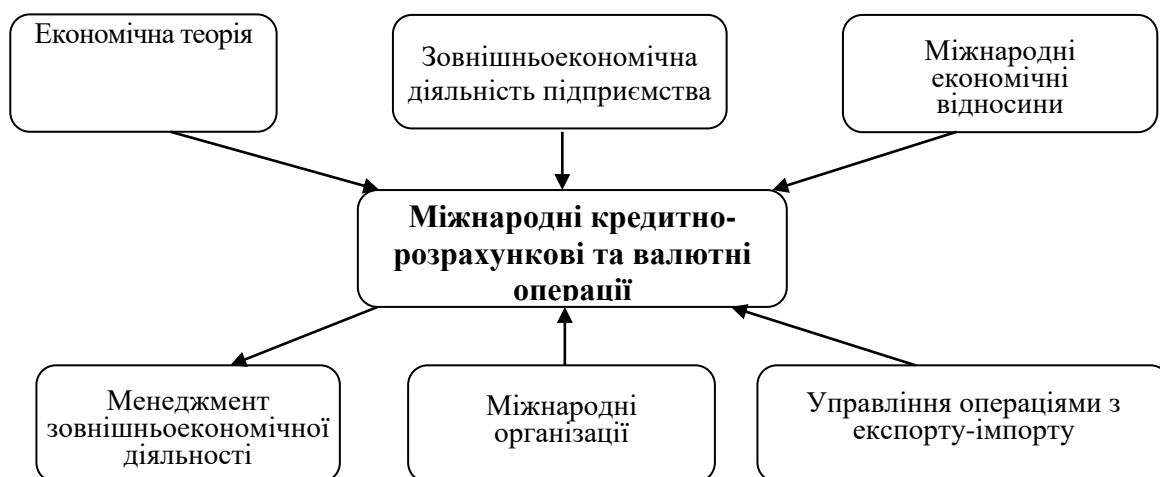 Економічна теорія
Зовнішньоекономічна
діяльність підприємства
Міжнародні
економічні
відносини
Міжнародні кредитно-
розрахункові та валютні
операції
Менеджмент
зовнішньоекономічної
діяльності
Міжнародні
організації
Управління операціями з
експорту-імпорту